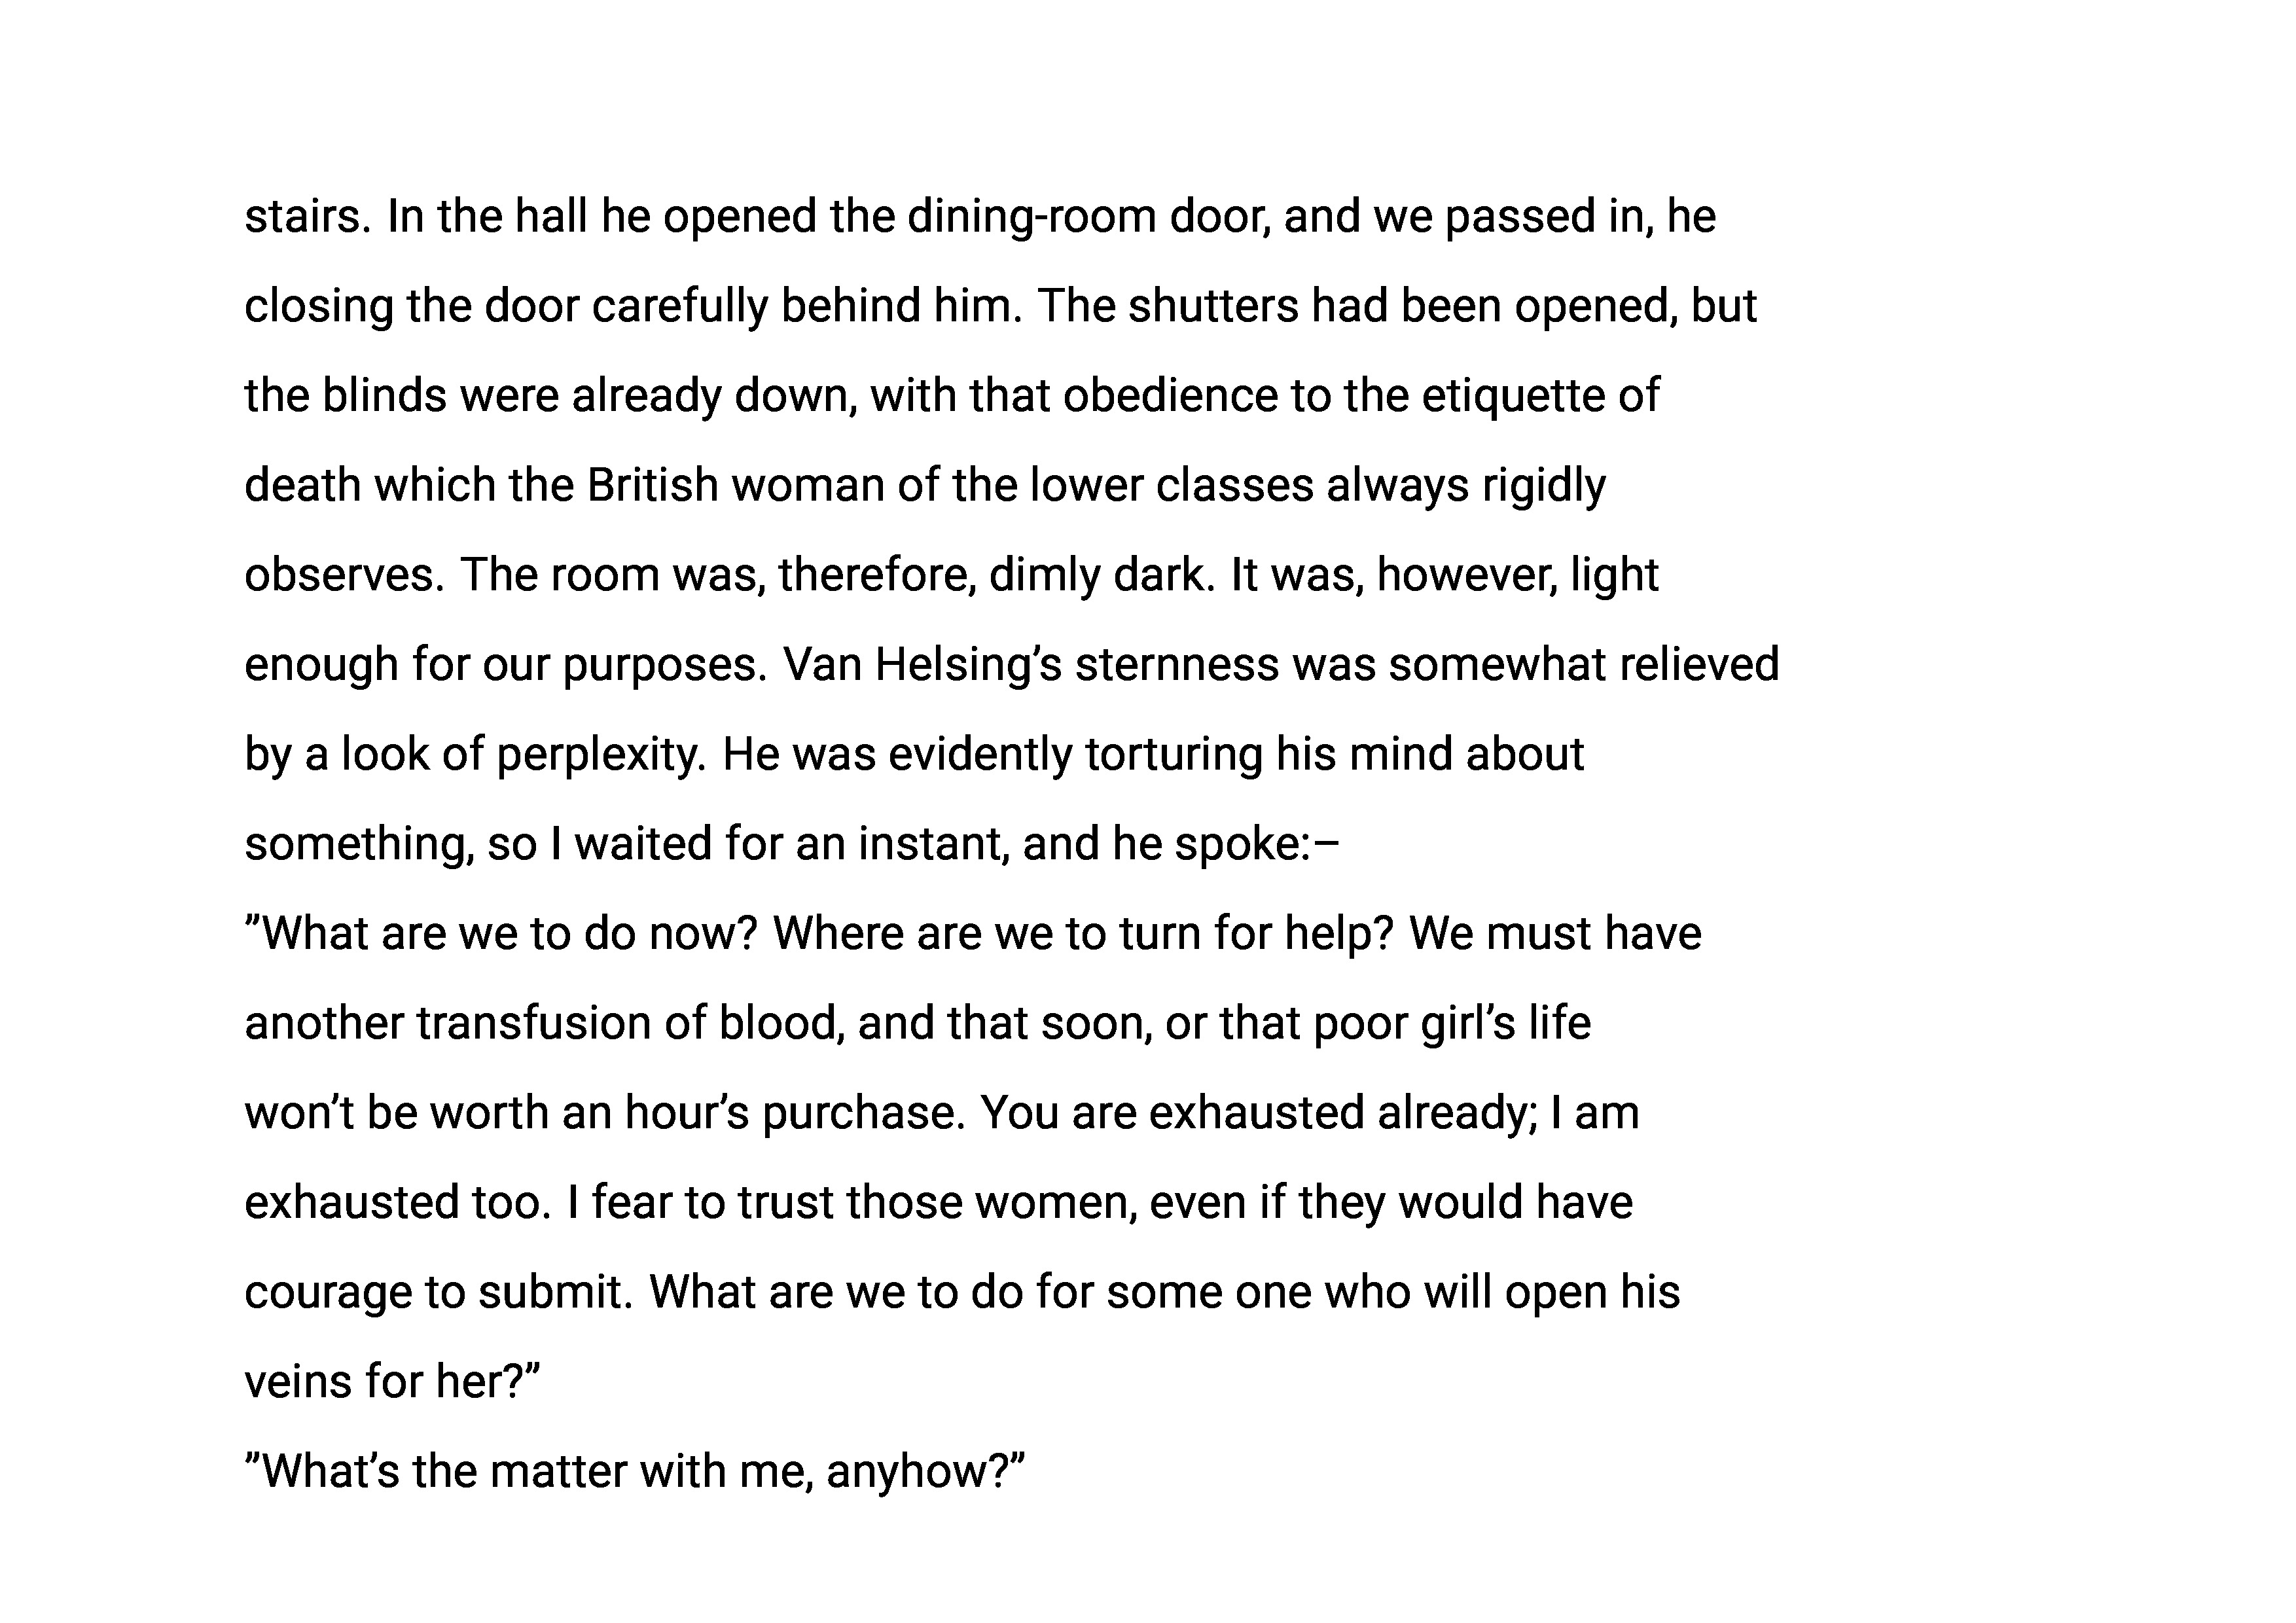 stairs. In the hall he opened the dining-room door, and we passed in, he
closing the door carefully behind him. The shutters had been opened, but
the blinds were already down, with that obedience to the etiquette of
death which the British woman of the lower classes always rigidly
observes. The room was, therefore, dimly dark. It was, however, light
enough for our purposes. Van Helsing’s sternness was somewhat relieved
by a look of perplexity. He was evidently torturing his mind about
something, so I waited for an instant, and he spoke:–
”What are we to do now? Where are we to turn for help? We must have
another transfusion of blood, and that soon, or that poor girl’s life
won’t be worth an hour’s purchase. You are exhausted already; I am
exhausted too. I fear to trust those women, even if they would have
courage to submit. What are we to do for some one who will open his
veins for her?”
”What’s the matter with me, anyhow?”